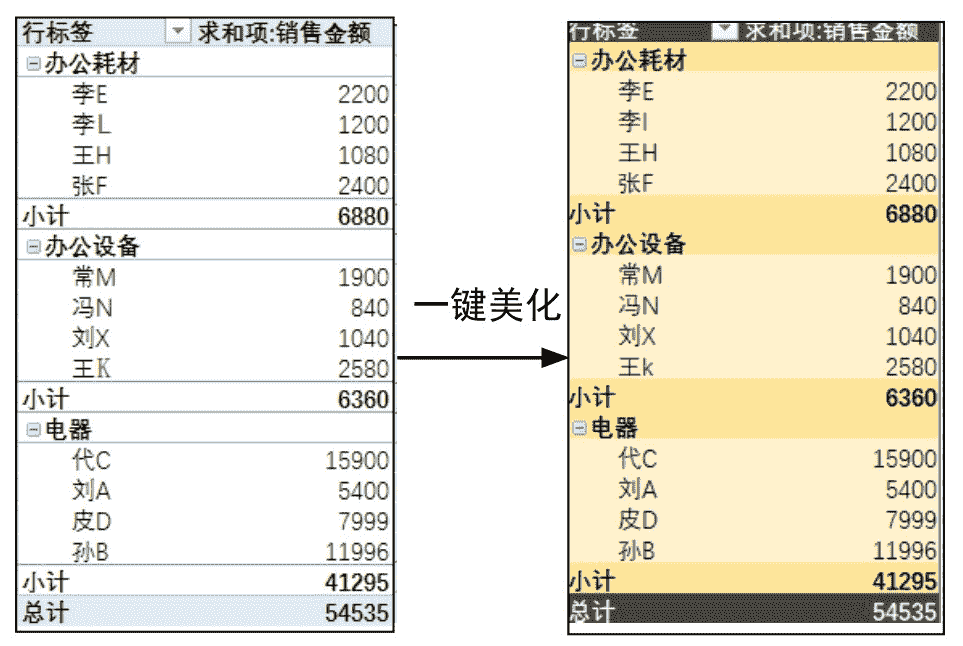 行标签 求和项:销售金额
办公耗材
李E 2200
李L 1200
王H 1080
张F 2400
小计 6880
办公设备
常M 1900
冯N 840
刘X 1040
王K 2580
小计 6360
电器
代C 15900
刘A 5400
皮D 7999
孙B 11996
小计 41295
总计 54535
一键美化
行标签 求和项:销售金额
办公耗材
李E 2200
李I 1200
王H 1080
张F 2400
小计 6880
办公设备
常M 1900
冯N 840
刘X 1040
王k 2580
小计 6360
电器
代C 15900
刘A 5400
皮D 7999
孙B 11996
小计 41295
总计 54535